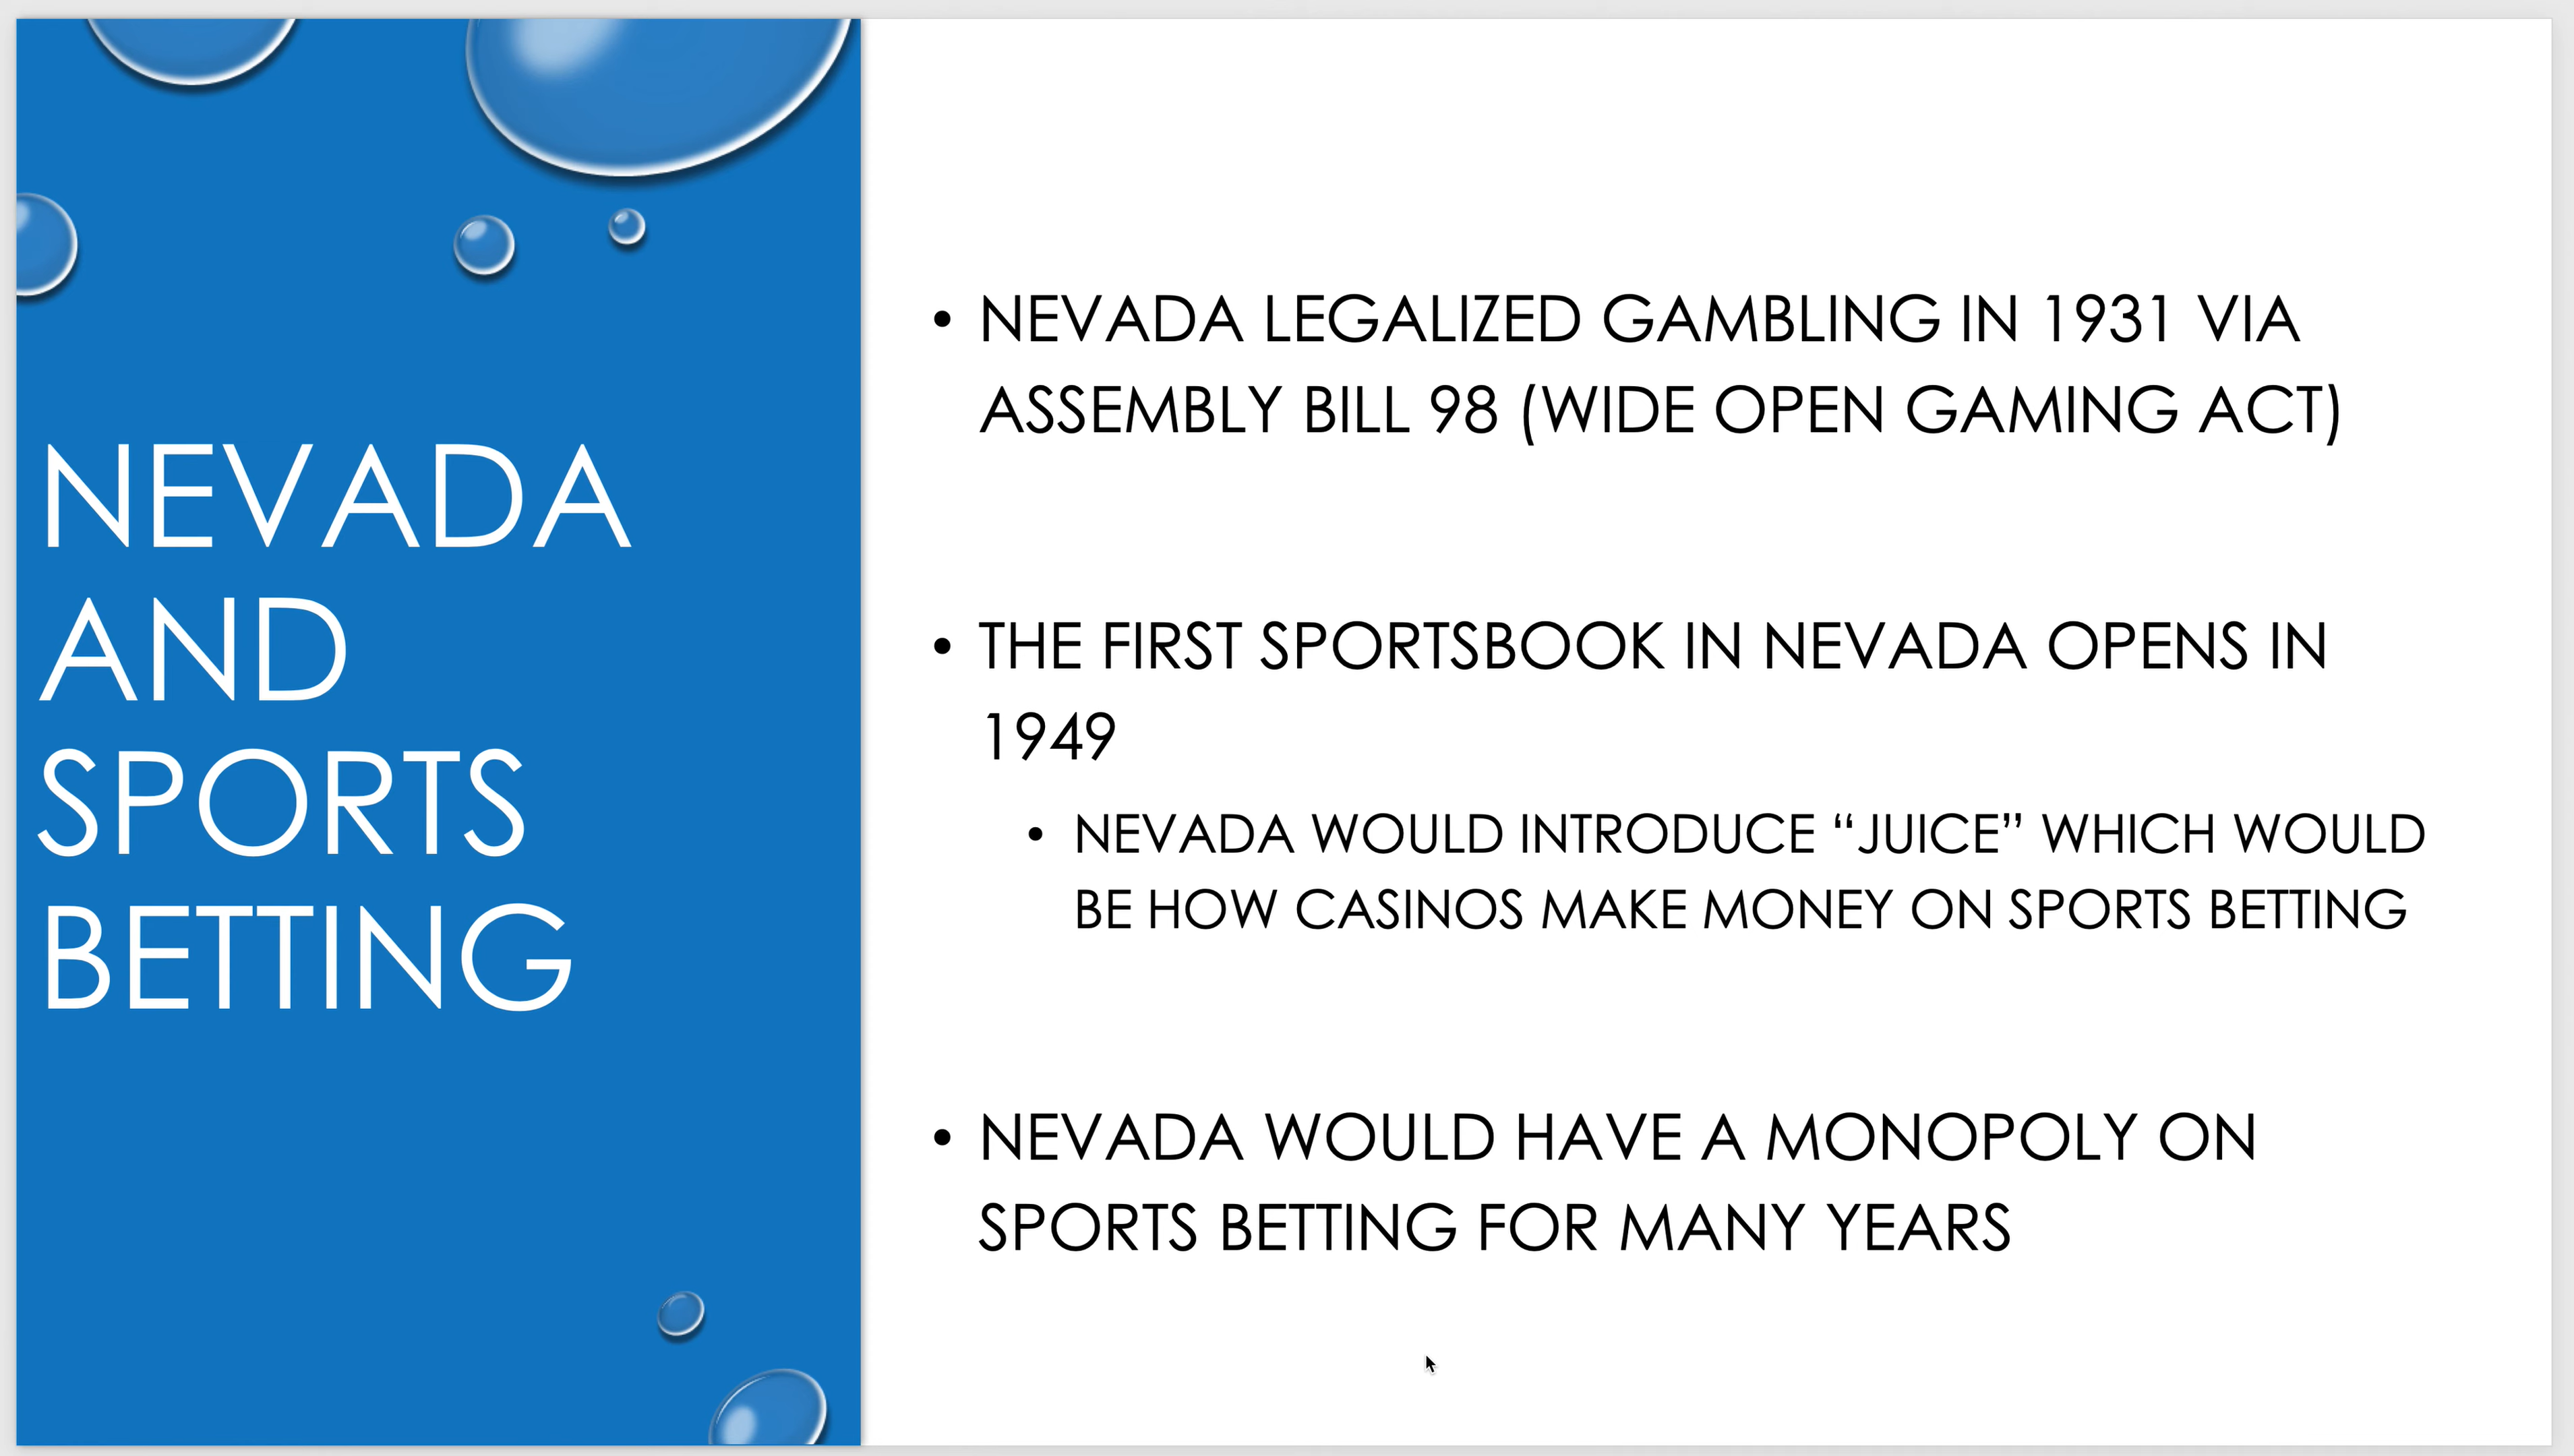 NEVADA
AND
SPORTS
BETTING
• NEVADA LEGALIZED GAMBLING IN 1931 VIA
ASSEMBLY BILL 98 (WIDE OPEN GAMING ACT)
• THE FIRST SPORTSBOOK IN NEVADA OPENS IN
1949
• NEVADA WOULD INTRODUCE “JUICE” WHICH WOULD
BE HOW CASINOS MAKE MONEY ON SPORTS BETTING
• NEVADA WOULD HAVE A MONOPOLY ON
SPORTS BETTING FOR MANY YEARS